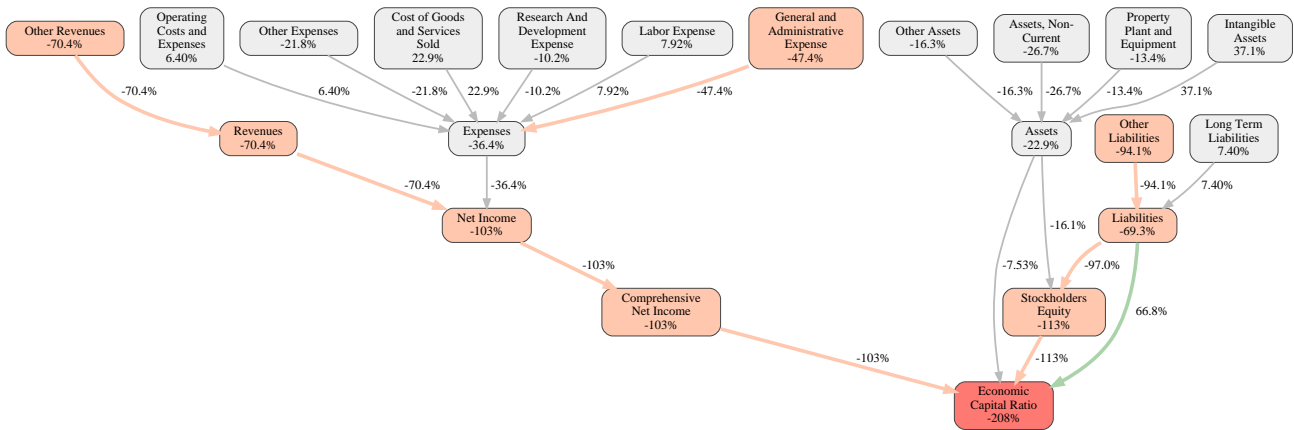 Other Revenues
-70.4%
Operating
Costs and
Expenses
6.40%
Other Expenses
-21.8%
Cost of Goods
and Services
Sold
22.9%
Research And
Development
Expense
-10.2%
Labor Expense
7.92%
General and
Administrative
Expense
-47.4%
Other Assets
-16.3%
Assets, Non-
Current
-26.7%
Property
Plant and
Equipment
-13.4%
Intangible
Assets
37.1%
-70.4%
6.40%
-21.8%
22.9%
-10.2%
7.92%
-47.4%
-16.3%
-26.7%
-13.4%
37.1%
Revenues
-70.4%
Expenses
-36.4%
Assets
-22.9%
Other
Liabilities
-94.1%
Long Term
Liabilities
7.40%
-70.4%
-36.4%
-94.1%
7.40%
Net Income
-103%
-16.1%
Liabilities
-69.3%
-103%
-7.53%
-97.0%
Comprehensive
Net Income
-103%
Stockholders
Equity
-113%
66.8%
-103%
-113%
Economic
Capital Ratio
-208%